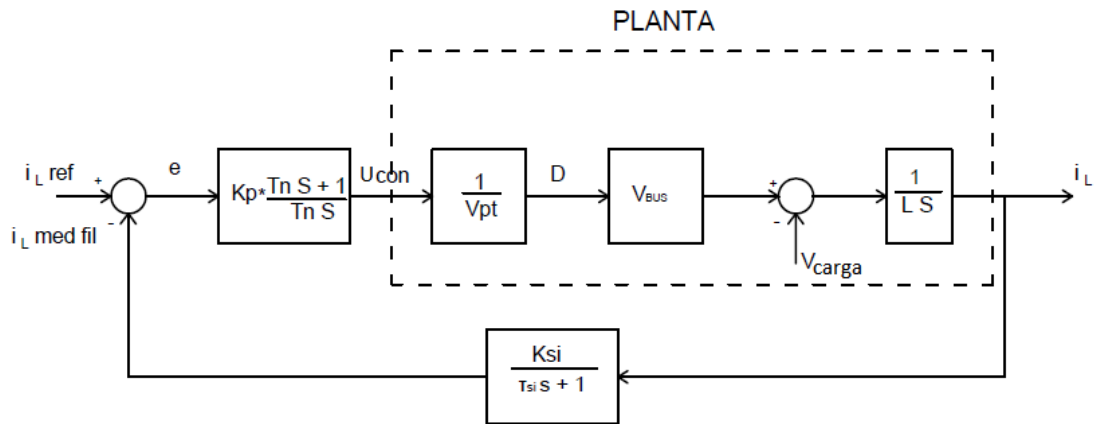 PLANTA
i L ref
+
-
i L med fil
e
Kp* Tn S + 1
Tn S
Ucon
1
Vpt
D
VBUS
+
-
Vcarga
1
L S
i L
Ksi
τsi s + 1